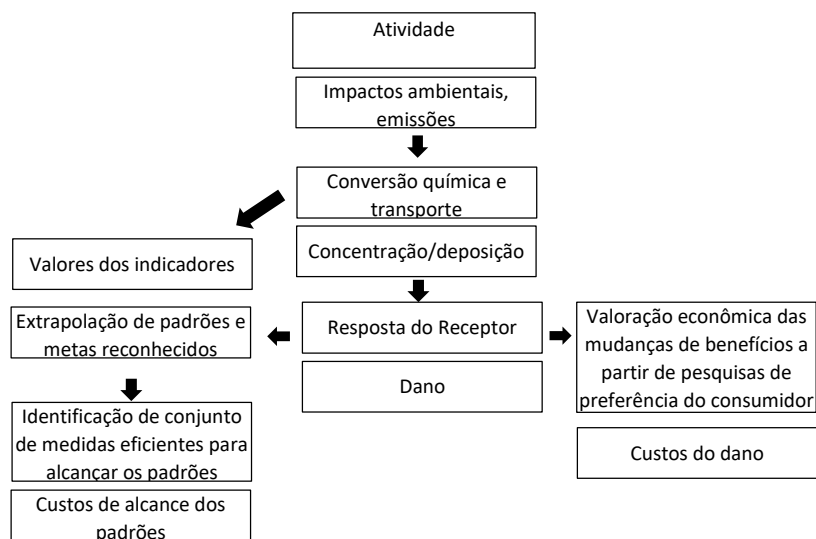 Atividade
Impactos ambientais,
emissões
Conversão química e
transporte
Concentração/deposição
Valores dos indicadores
Extrapolação de padrões e
metas reconhecidos
Resposta do Receptor
Valoração econômica das
mudanças de benefícios a
partir de pesquisas de
preferência do consumidor
Dano
Identificação de conjunto
de medidas eficientes para
alcançar os padrões
Custos do dano
Custos de alcance dos
padrões